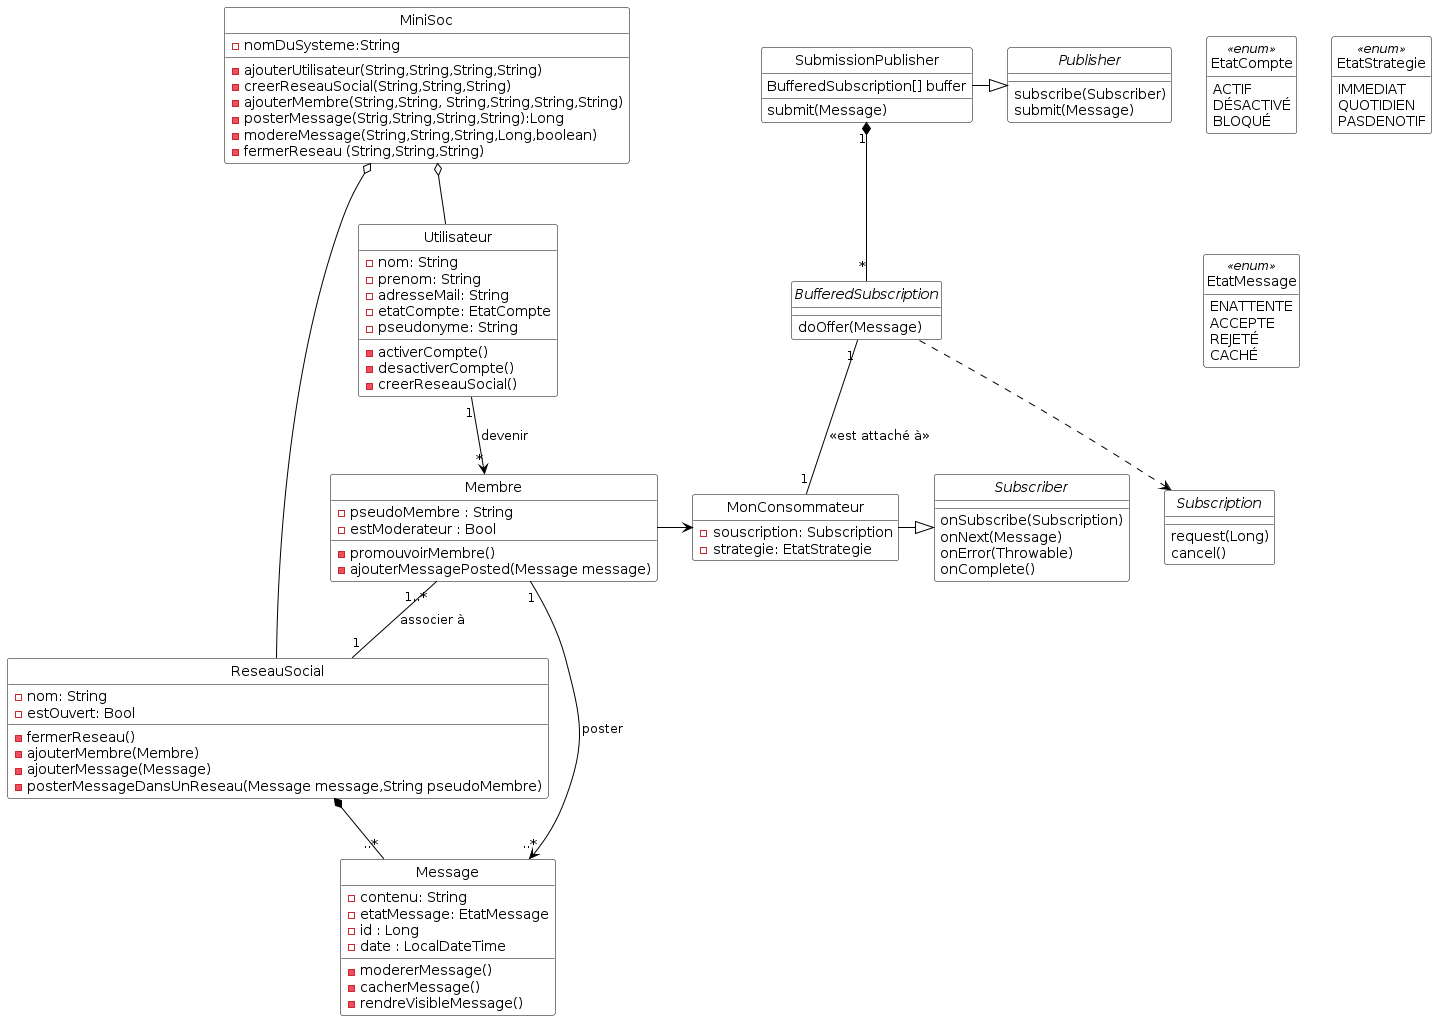 MiniSoc
nomDuSysteme:String
ajouterUtilisateur(String,String,String,String)
creerReseauSocial(String,String,String)
ajouterMembre(String,String, String,String,String,String)
posterMessage(Strig,String,String,String):Long
modereMessage(String,String,String,Long,boolean)
fermerReseau (String,String,String)
SubmissionPublisher
BufferedSubscription[] buffer
submit(Message)
Publisher
subscribe(Subscriber)
submit(Message)
«enum»
EtatCompte
ACTIF
DÉSACTIVÉ
BLOQUÉ
«enum»
EtatStrategie
IMMEDIAT
QUOTIDIEN
PASDENOTIF
1
*
Utilisateur
nom: String
prenom: String
adresseMail: String
etatCompte: EtatCompte
pseudonyme: String
activerCompte()
desactiverCompte()
creerReseauSocial()
BufferedSubscription
doOffer(Message)
«enum»
EtatMessage
ENATTENTE
ACCEPTE
REJETÉ
CACHÉ
1
devenir
*
1
«est attaché à»
1
Membre
pseudoMembre : String
estModerateur : Bool
promouvoirMembre()
ajouterMessagePosted(Message message)
MonConsommateur
souscription: Subscription
strategie: EtatStrategie
Subscriber
onSubscribe(Subscription)
onNext(Message)
onError(Throwable)
onComplete()
Subscription
request(Long)
cancel()
1..*
associer à
1
1
poster
..*
ReseauSocial
nom: String
estOuvert: Bool
fermerReseau()
ajouterMembre(Membre)
ajouterMessage(Message)
posterMessageDansUnReseau(Message message,String pseudoMembre)
..*
Message
contenu: String
etatMessage: EtatMessage
id : Long
date : LocalDateTime
modererMessage()
cacherMessage()
rendreVisibleMessage()